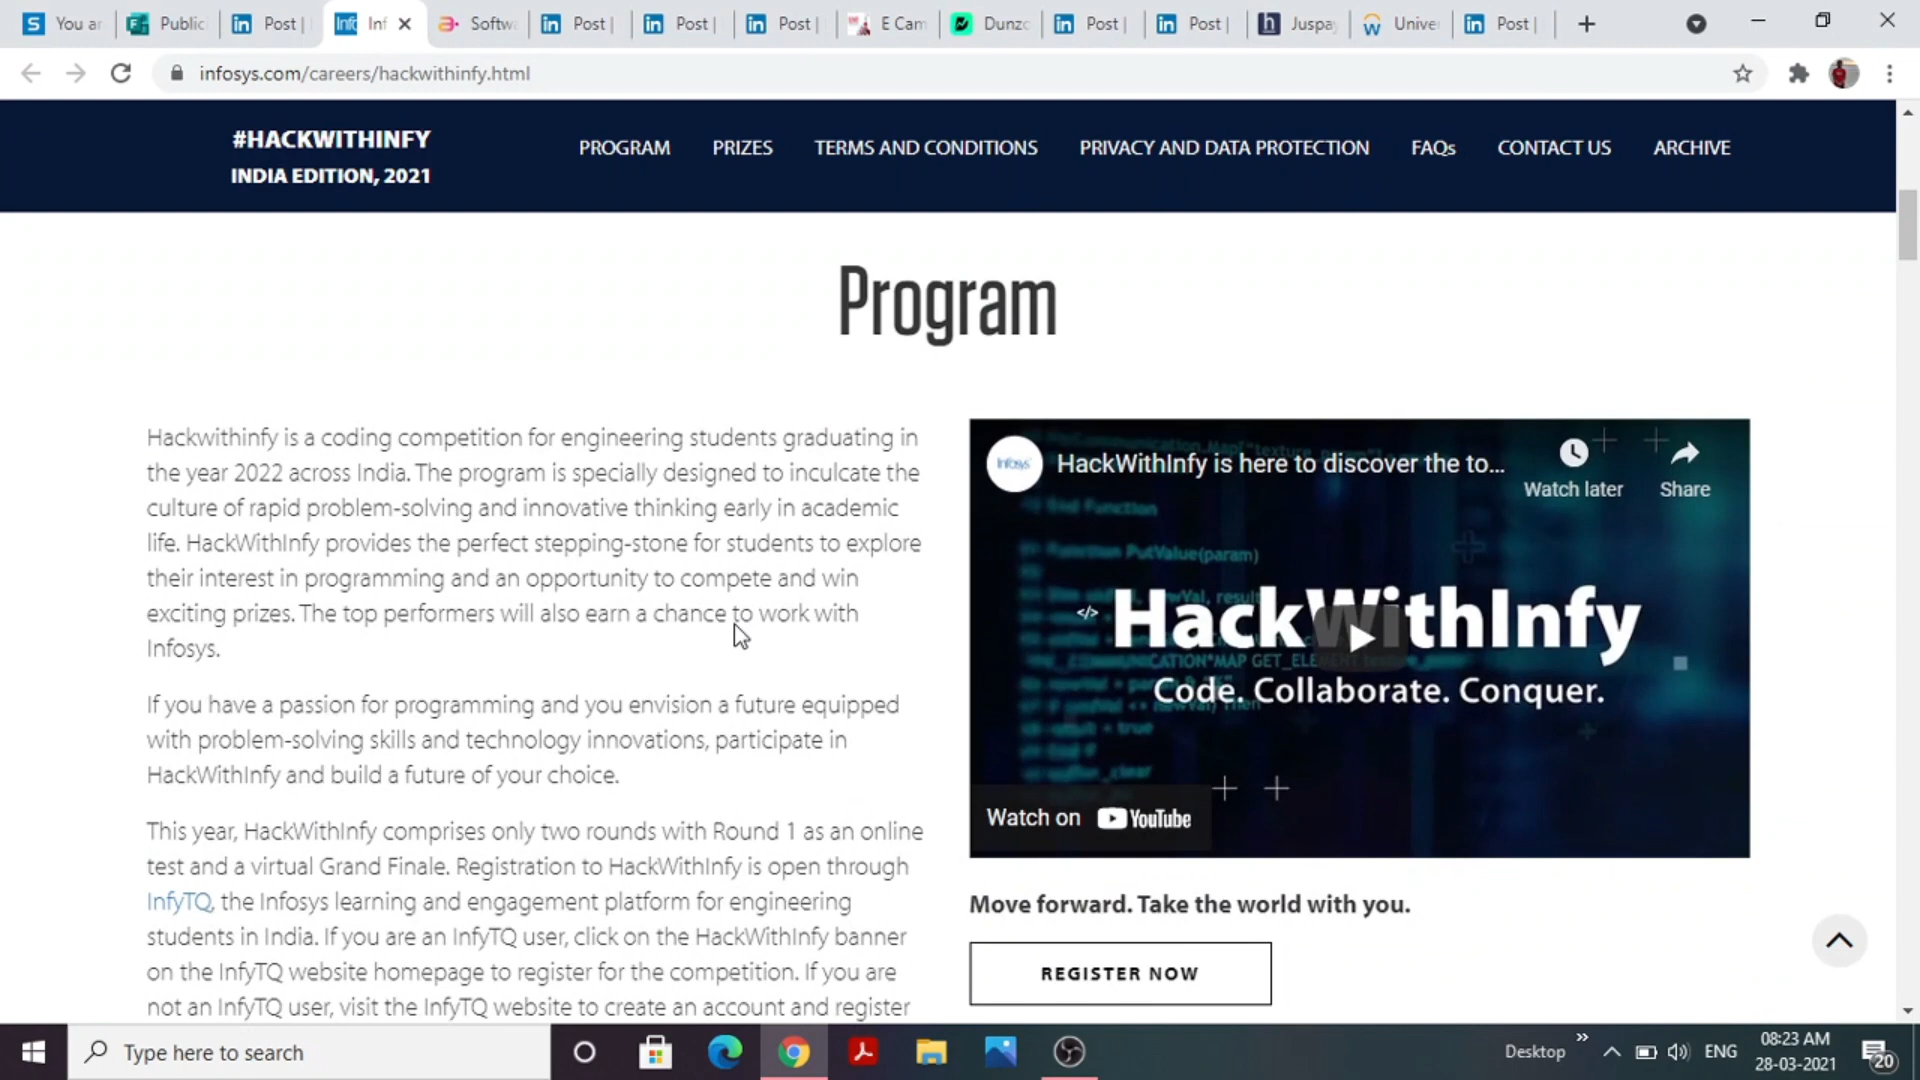 You ar
Public
Post |
Inf
Softwa
Post |
Post |
Post |
E Cam
Dunzo
Post |
Post |
Juspay
Univer
Post |
infosys.com/careers/hackwithinfy.html
#HACKWITHINFY
INDIA EDITION, 2021
PROGRAM
PRIZES
TERMS AND CONDITIONS
PRIVACY AND DATA PROTECTION
FAQs
CONTACT US
ARCHIVE
Program
Hackwithinfy is a coding competition for engineering students graduating in
the year 2022 across India. The program is specially designed to inculcate the
culture of rapid problem-solving and innovative thinking early in academic
life. HackWithInfy provides the perfect stepping-stone for students to explore
their interest in programming and an opportunity to compete and win
exciting prizes. The top performers will also earn a chance to work with
Infosys.
If you have a passion for programming and you envision a future equipped
with problem-solving skills and technology innovations, participate in
HackWithInfy and build a future of your choice.
This year, HackWithInfy comprises only two rounds with Round 1 as an online
test and a virtual Grand Finale. Registration to HackWithInfy is open through
InfyTQ, the Infosys learning and engagement platform for engineering
students in India. If you are an InfyTQ user, click on the HackWithInfy banner
on the InfyTQ website homepage to register for the competition. If you are
not an InfyTQ user, visit the InfyTQ website to create an account and register
Infosys
HackWithInfy is here to discover the to...
Watch later
Share
</> HackWithInfy
Code. Collaborate. Conquer.
Watch on YouTube
Move forward. Take the world with you.
REGISTER NOW
Type here to search
Desktop
ENG
08:23 AM
28-03-2021
20